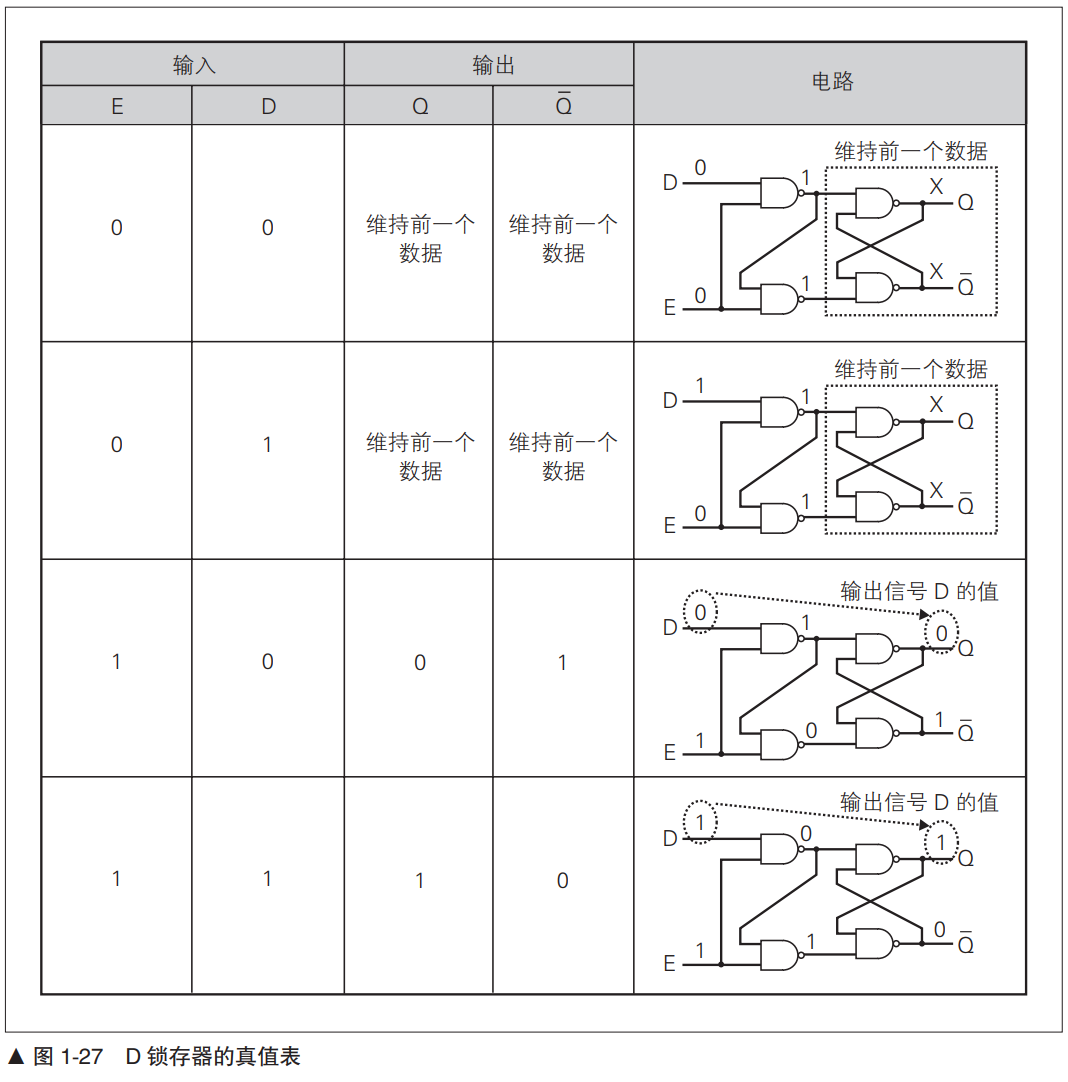 输入 输出 电路
E D Q Q̅
0 0 维持前一个 维持前一个
数据 数据
维持前一个数据
D 0 1 X Q
X Q̅
E 0 1
0 1 维持前一个 维持前一个
数据 数据
维持前一个数据
D 1 1 X Q
X Q̅
E 0 1
1 0 0 1
输出信号 D 的值
D 0 1 0 Q
1 Q̅
E 1 0
1 1 1 0
输出信号 D 的值
D 1 0 1 Q
0 Q̅
E 1 1
▲ 图 1-27 D 锁存器的真值表